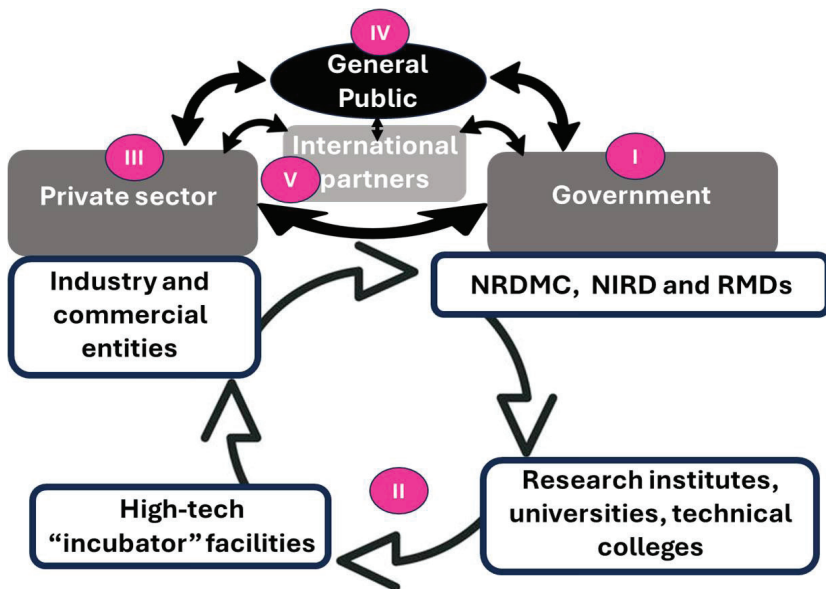 IV
General
Public
International
partners
V
III
Private sector
I
Government
Industry and
commercial
entities
NRDMC, NIRD and RMDs
High-tech
“incubator” facilities
II
Research institutes,
universities, technical
colleges